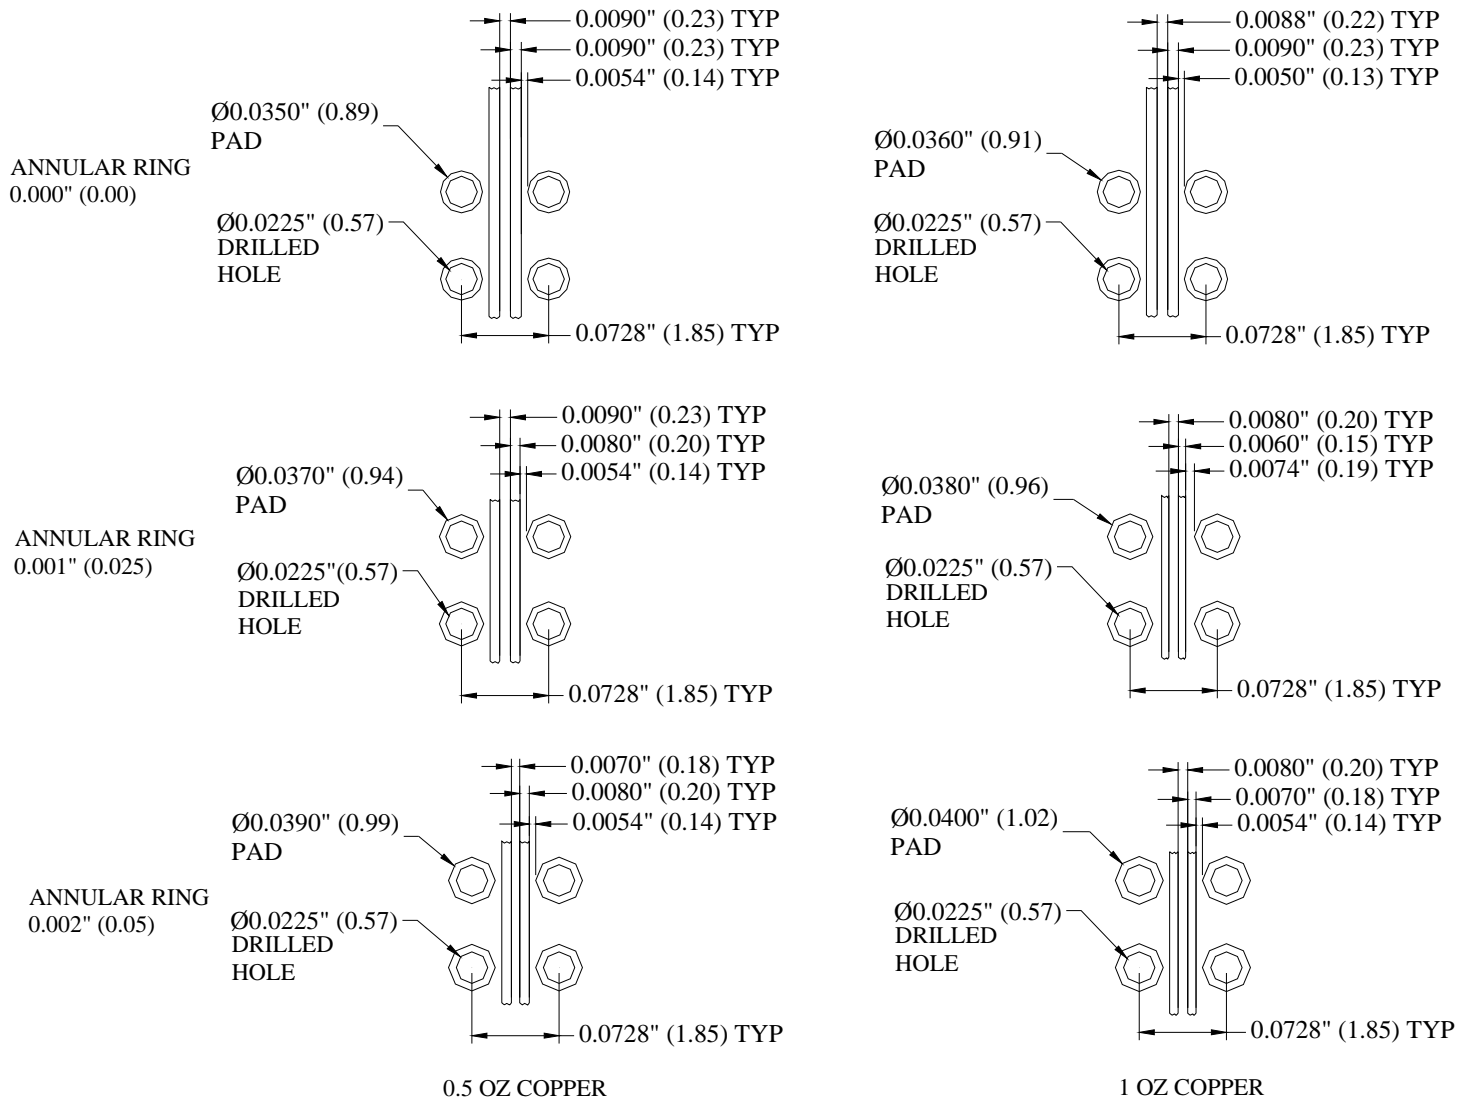 0.0090" (0.23) TYP
0.0090" (0.23) TYP
0.0054" (0.14) TYP
Ø0.0350" (0.89)
PAD
ANNULAR RING
0.000" (0.00)
Ø0.0225" (0.57)
DRILLED
HOLE
0.0728" (1.85) TYP
0.0088" (0.22) TYP
0.0090" (0.23) TYP
0.0050" (0.13) TYP
Ø0.0360" (0.91)
PAD
Ø0.0225" (0.57)
DRILLED
HOLE
0.0728" (1.85) TYP
0.0090" (0.23) TYP
0.0080" (0.20) TYP
0.0054" (0.14) TYP
Ø0.0370" (0.94)
PAD
ANNULAR RING
0.001" (0.025)
Ø0.0225"(0.57)
DRILLED
HOLE
0.0728" (1.85) TYP
0.0080" (0.20) TYP
0.0060" (0.15) TYP
0.0074" (0.19) TYP
Ø0.0380" (0.96)
PAD
Ø0.0225" (0.57)
DRILLED
HOLE
0.0728" (1.85) TYP
0.0070" (0.18) TYP
0.0080" (0.20) TYP
0.0054" (0.14) TYP
Ø0.0390" (0.99)
PAD
ANNULAR RING
0.002" (0.05)
Ø0.0225" (0.57)
DRILLED
HOLE
0.0728" (1.85) TYP
0.0080" (0.20) TYP
0.0070" (0.18) TYP
0.0054" (0.14) TYP
Ø0.0400" (1.02)
PAD
Ø0.0225" (0.57)
DRILLED
HOLE
0.0728" (1.85) TYP
0.5 OZ COPPER
1 OZ COPPER